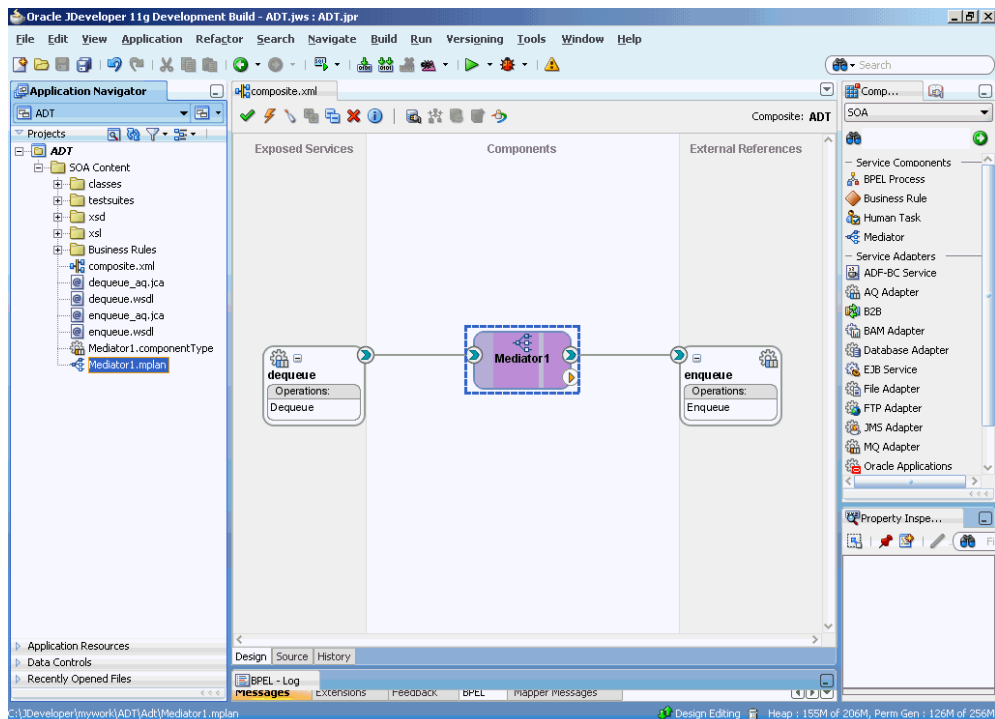 Oracle JDeveloper 11g Development Build - ADT.jws : ADT.jpr
File Edit View Application Refactor Search Navigate Build Run Versioning Tools Window Help
Search
Application Navigator
composite.xml
Comp...
ADT
Composite: ADT
SOA
Projects
ADT
SOA Content
classes
testsuites
xsd
xsl
Business Rules
composite.xml
dequeue_aq.jca
dequeue.wsdl
enqueue_aq.jca
enqueue.wsdl
Mediator1.componentType
Mediator1.mplan
Application Resources
Data Controls
Recently Opened Files
Exposed Services
Components
External References
dequeue
Operations:
Dequeue
Mediator1
enqueue
Operations:
Enqueue
Design Source History
BPEL - Log
Messages Extensions Feedback BPEL Mapper Messages
Service Components
BPEL Process
Business Rule
Human Task
Mediator
Service Adapters
ADF-BC Service
AQ Adapter
B2B
BAM Adapter
Database Adapter
EJB Service
File Adapter
FTP Adapter
JMS Adapter
MQ Adapter
Oracle Applications
Property Inspe...
Fi
C:\JDeveloper\mywork\ADT\Adt\Mediator1.mplan
Design Editing Heap : 155M of 206M, Perm Gen : 126M of 256M